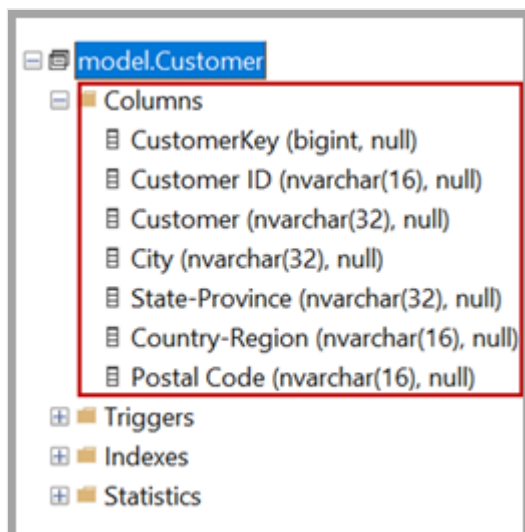 model.Customer
Columns
CustomerKey (bigint, null)
Customer ID (nvarchar(16), null)
Customer (nvarchar(32), null)
City (nvarchar(32), null)
State-Province (nvarchar(32), null)
Country-Region (nvarchar(16), null)
Postal Code (nvarchar(16), null)
Triggers
Indexes
Statistics